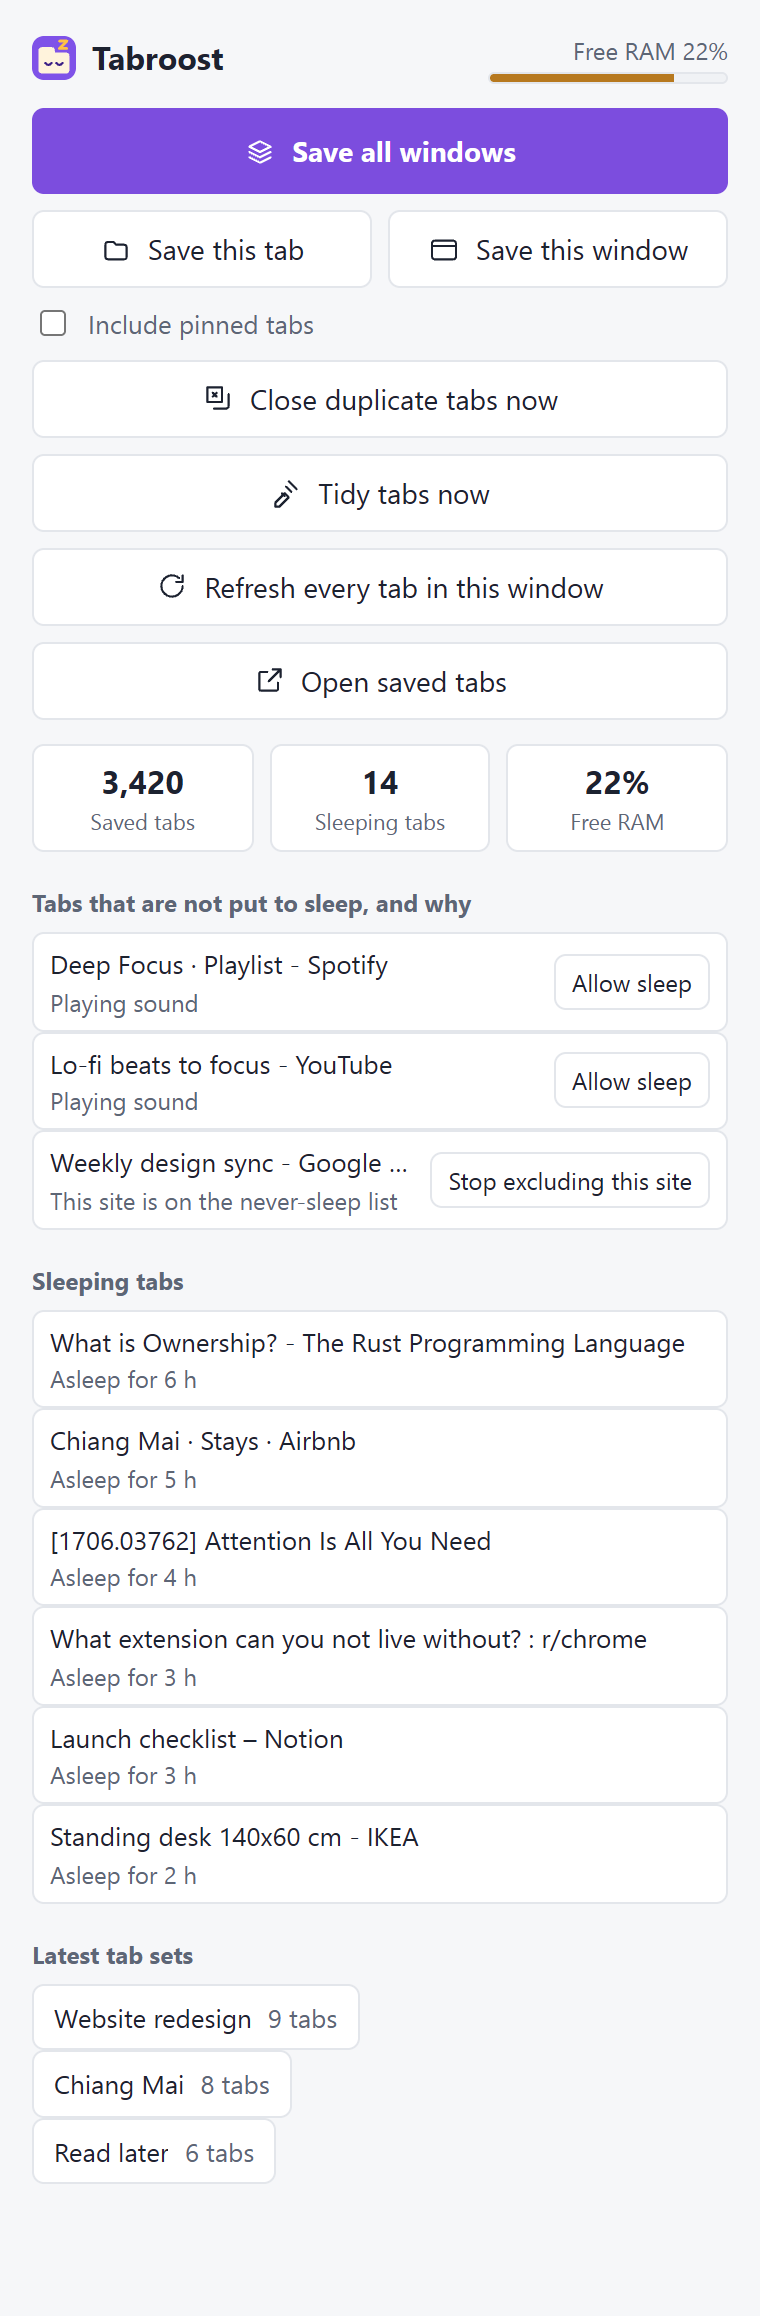 Tabroost
Free RAM 22%
Save all windows
Save this tab
Save this window
Include pinned tabs
Close duplicate tabs now
Tidy tabs now
Refresh every tab in this window
Open saved tabs
3,420
Saved tabs
14
Sleeping tabs
22%
Free RAM
Tabs that are not put to sleep, and why
Deep Focus · Playlist - Spotify
Playing sound
Allow sleep
Lo-fi beats to focus - YouTube
Playing sound
Allow sleep
Weekly design sync - Google ...
This site is on the never-sleep list
Stop excluding this site
Sleeping tabs
What is Ownership? - The Rust Programming Language
Asleep for 6 h
Chiang Mai · Stays · Airbnb
Asleep for 5 h
[1706.03762] Attention Is All You Need
Asleep for 4 h
What extension can you not live without? : r/chrome
Asleep for 3 h
Launch checklist – Notion
Asleep for 3 h
Standing desk 140x60 cm - IKEA
Asleep for 2 h
Latest tab sets
Website redesign 9 tabs
Chiang Mai 8 tabs
Read later 6 tabs